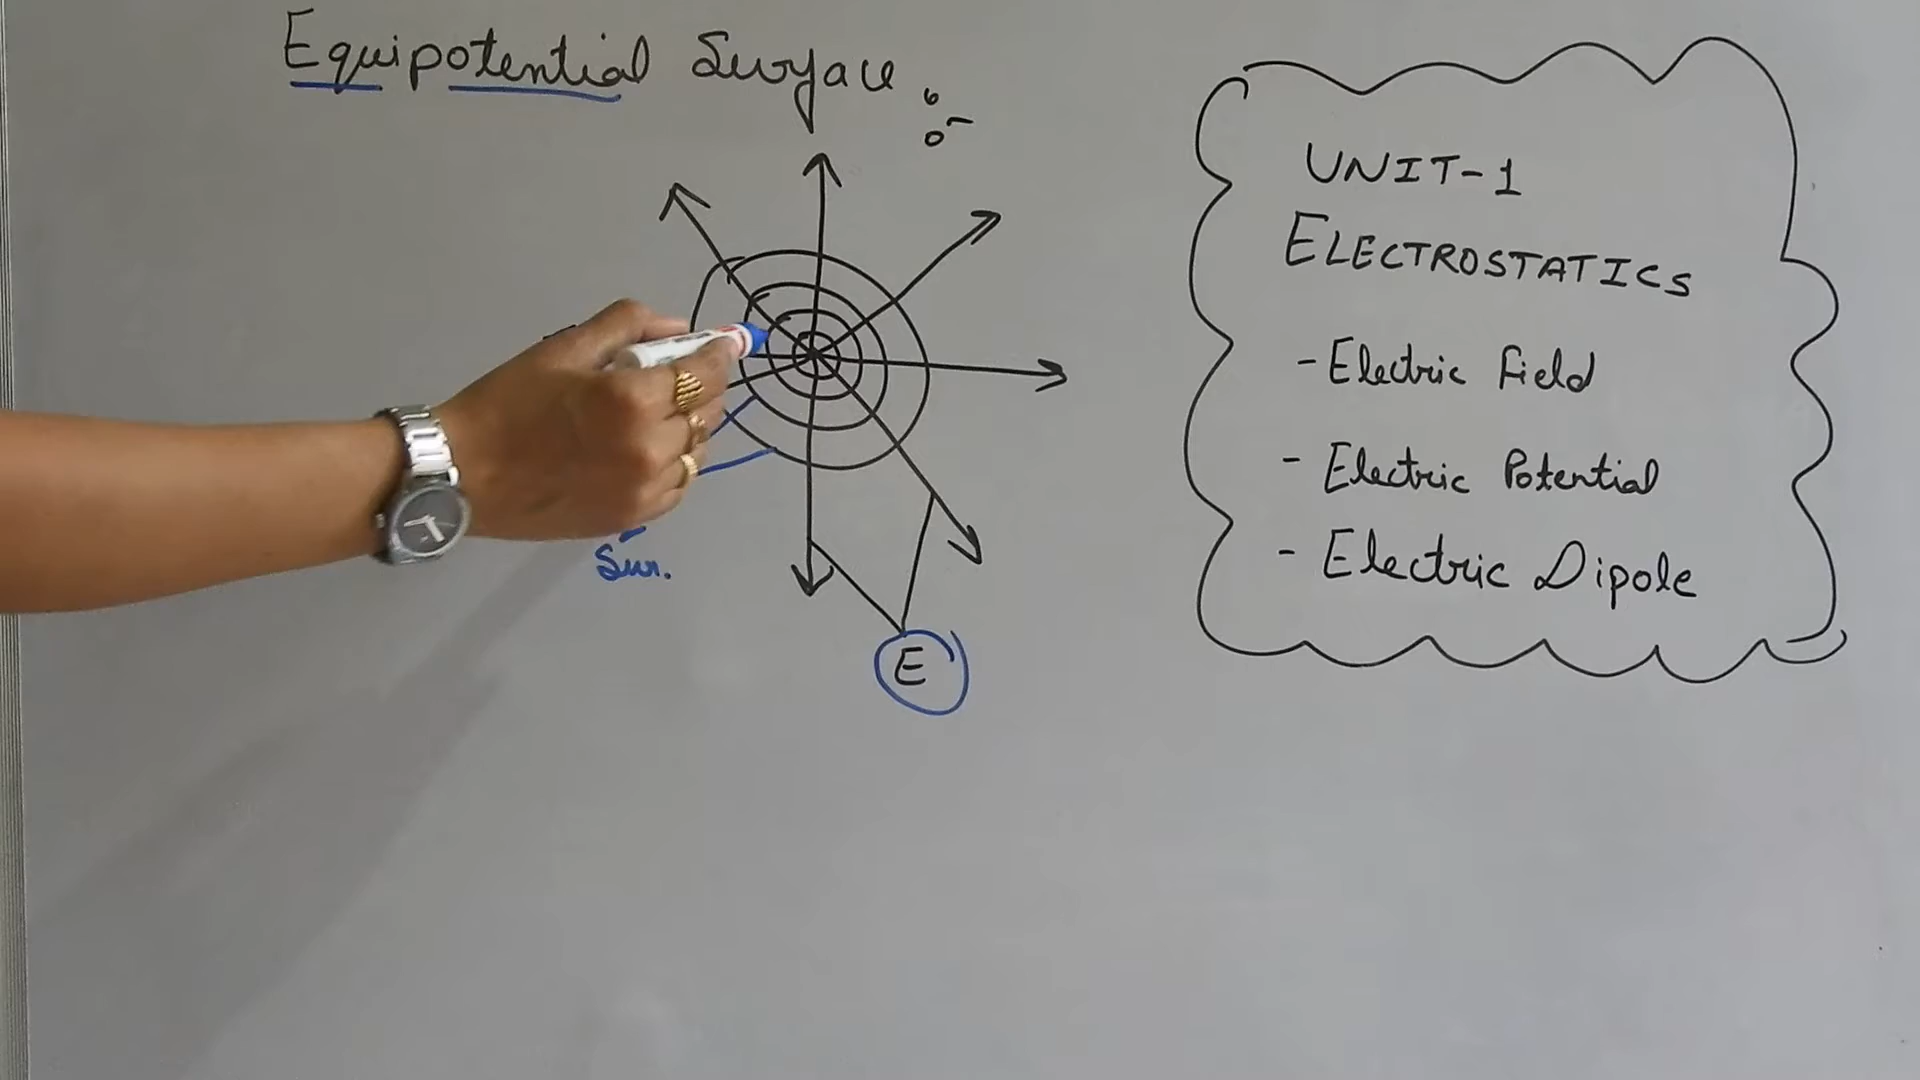 Equipotential Surface :-
UNIT-1
ELECTROSTATICS
- Electric Field
- Electric Potential
- Electric Dipole
Sur.
E